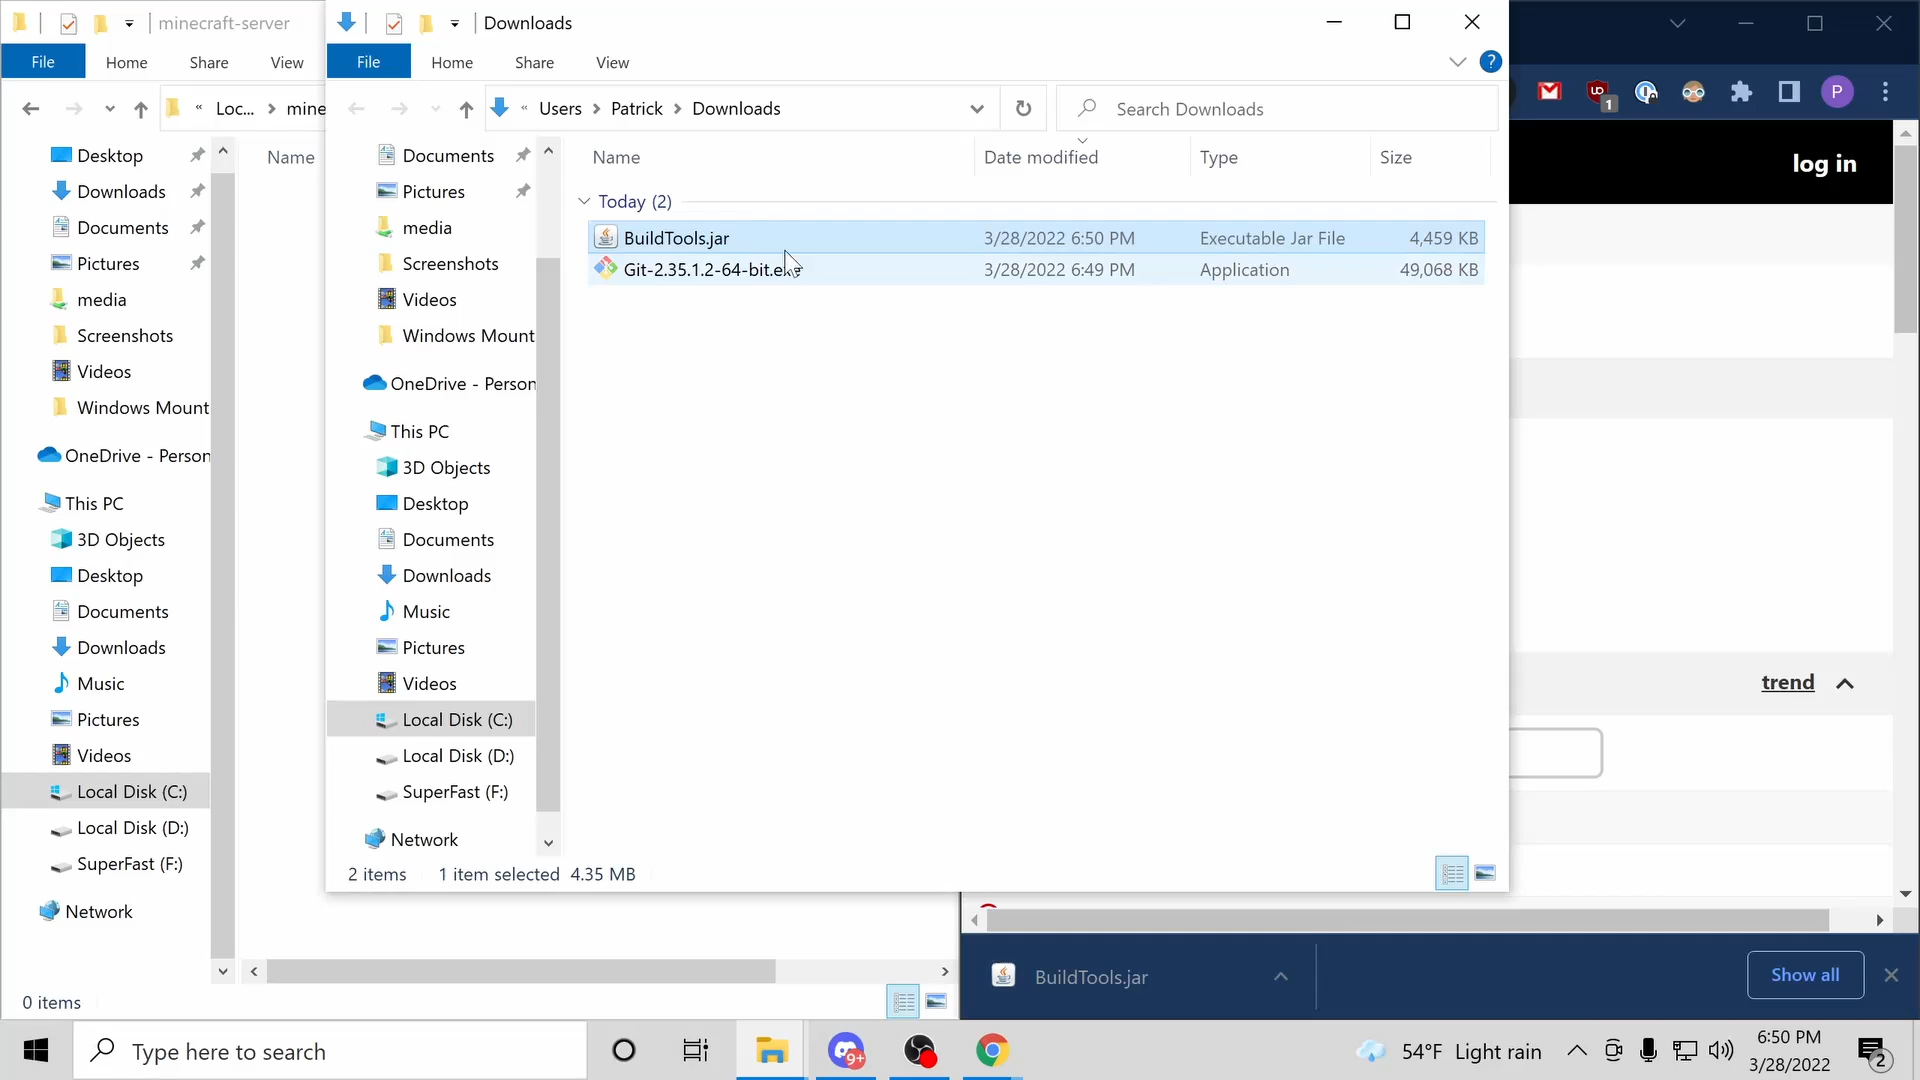 minecraft-server
File
Home
Share
View
« Loc... > mine
Name
Desktop
Downloads
Documents
Pictures
media
Screenshots
Videos
Windows Mount
OneDrive - Person
This PC
3D Objects
Desktop
Documents
Downloads
Music
Pictures
Videos
Local Disk (C:)
Local Disk (D:)
SuperFast (F:)
Network
0 items
Downloads
File
Home
Share
View
?
« Users > Patrick > Downloads
Search Downloads
Documents
Pictures
media
Screenshots
Videos
Windows Mount
OneDrive - Person
This PC
3D Objects
Desktop
Documents
Downloads
Music
Pictures
Videos
Local Disk (C:)
Local Disk (D:)
SuperFast (F:)
Network
Name Date modified Type Size
Today (2)
BuildTools.jar 3/28/2022 6:50 PM Executable Jar File 4,459 KB
Git-2.35.1.2-64-bit.exe 3/28/2022 6:49 PM Application 49,068 KB
2 items 1 item selected 4.35 MB
1
P
log in
trend
BuildTools.jar
Show all
Type here to search
9+
54°F Light rain
6:50 PM
3/28/2022
2